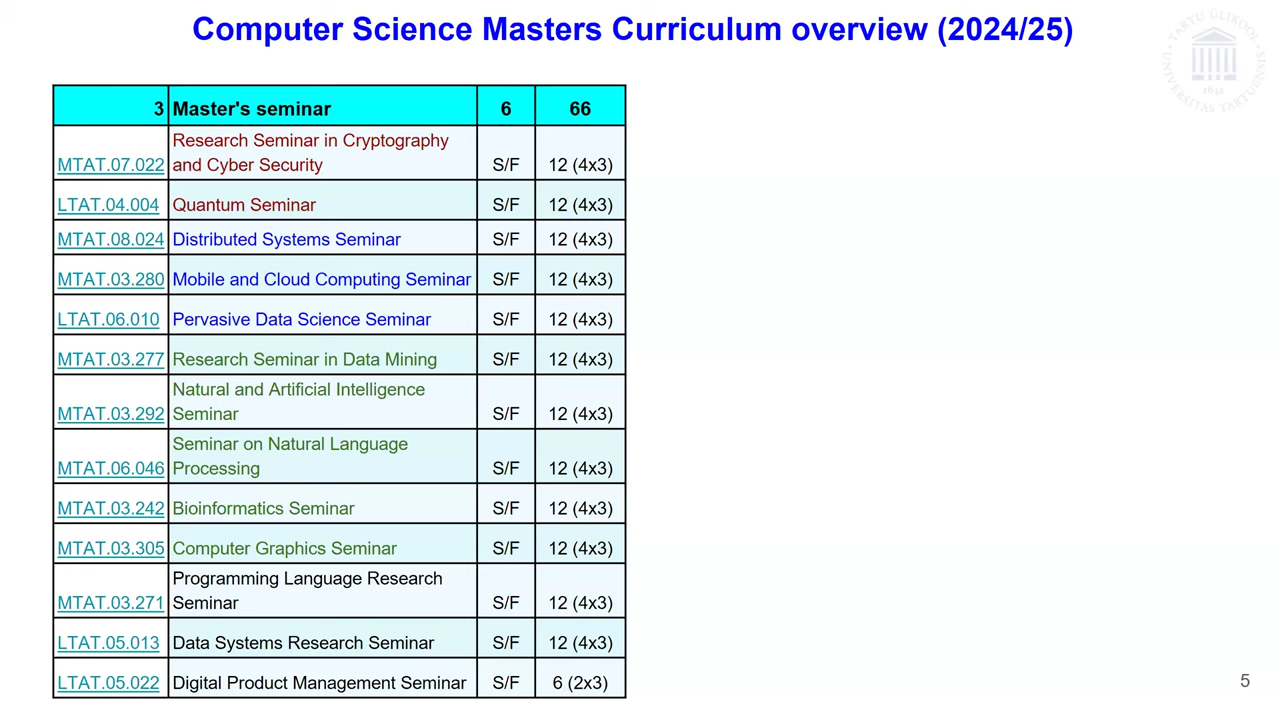 Computer Science Masters Curriculum overview (2024/25)
UNIVERSITAS TARTUENSIS · TARTU ÜLIKOOL ·
1632
3 Master's seminar 6 66
Research Seminar in Cryptography
MTAT.07.022 and Cyber Security S/F 12 (4x3)
LTAT.04.004 Quantum Seminar S/F 12 (4x3)
MTAT.08.024 Distributed Systems Seminar S/F 12 (4x3)
MTAT.03.280 Mobile and Cloud Computing Seminar S/F 12 (4x3)
LTAT.06.010 Pervasive Data Science Seminar S/F 12 (4x3)
MTAT.03.277 Research Seminar in Data Mining S/F 12 (4x3)
Natural and Artificial Intelligence
MTAT.03.292 Seminar S/F 12 (4x3)
Seminar on Natural Language
MTAT.06.046 Processing S/F 12 (4x3)
MTAT.03.242 Bioinformatics Seminar S/F 12 (4x3)
MTAT.03.305 Computer Graphics Seminar S/F 12 (4x3)
Programming Language Research
MTAT.03.271 Seminar S/F 12 (4x3)
LTAT.05.013 Data Systems Research Seminar S/F 12 (4x3)
LTAT.05.022 Digital Product Management Seminar S/F 6 (2x3)
5